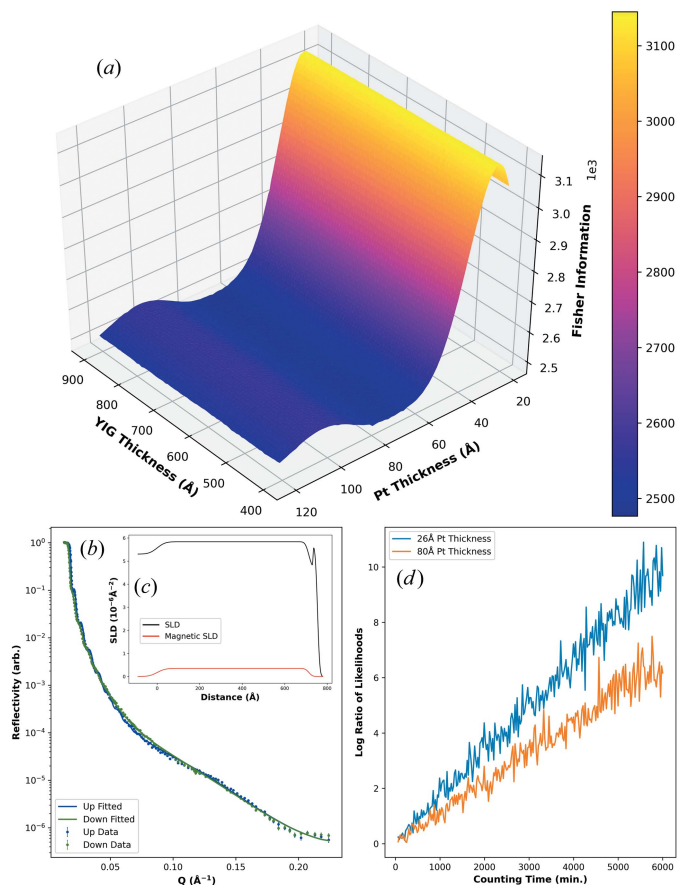 (a)
1e3
3.1
3.0
2.9
2.8
2.7
2.6
2.5
Fisher Information
900
800
700
600
500
400
YIG Thickness (Å)
120
100
80
60
40
20
Pt Thickness (Å)
3100
3000
2900
2800
2700
2600
2500
(b)
10⁰
10⁻¹
10⁻²
10⁻³
10⁻⁴
10⁻⁵
10⁻⁶
Reflectivity (arb.)
Up Fitted
Down Fitted
Up Data
Down Data
0.05
0.10
0.15
0.20
Q (Å⁻¹)
(c)
6
5
4
3
2
1
0
SLD (10⁻⁶Å⁻²)
SLD
Magnetic SLD
0
200
400
600
800
Distance (Å)
26Å Pt Thickness
80Å Pt Thickness
(d)
10
8
6
4
2
0
Log Ratio of Likelihoods
0
1000
2000
3000
4000
5000
6000
Counting Time (min.)